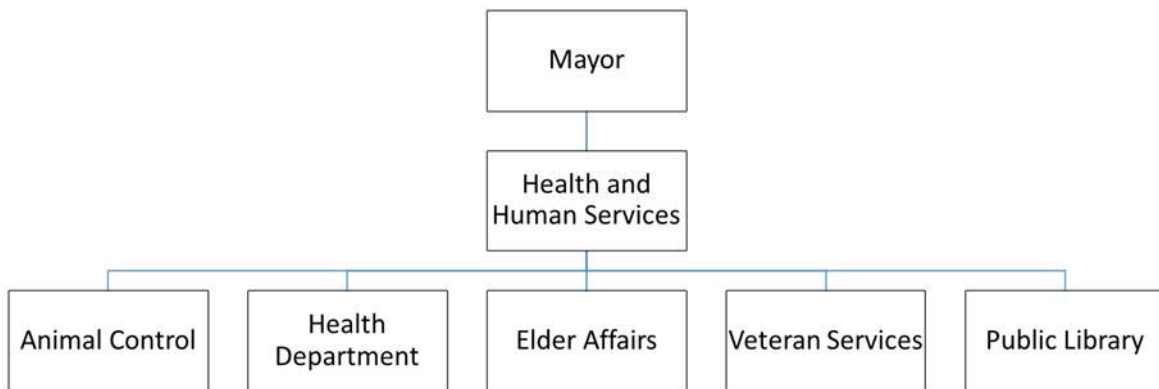 Mayor
Health and
Human Services
Animal Control
Health
Department
Elder Affairs
Veteran Services
Public Library